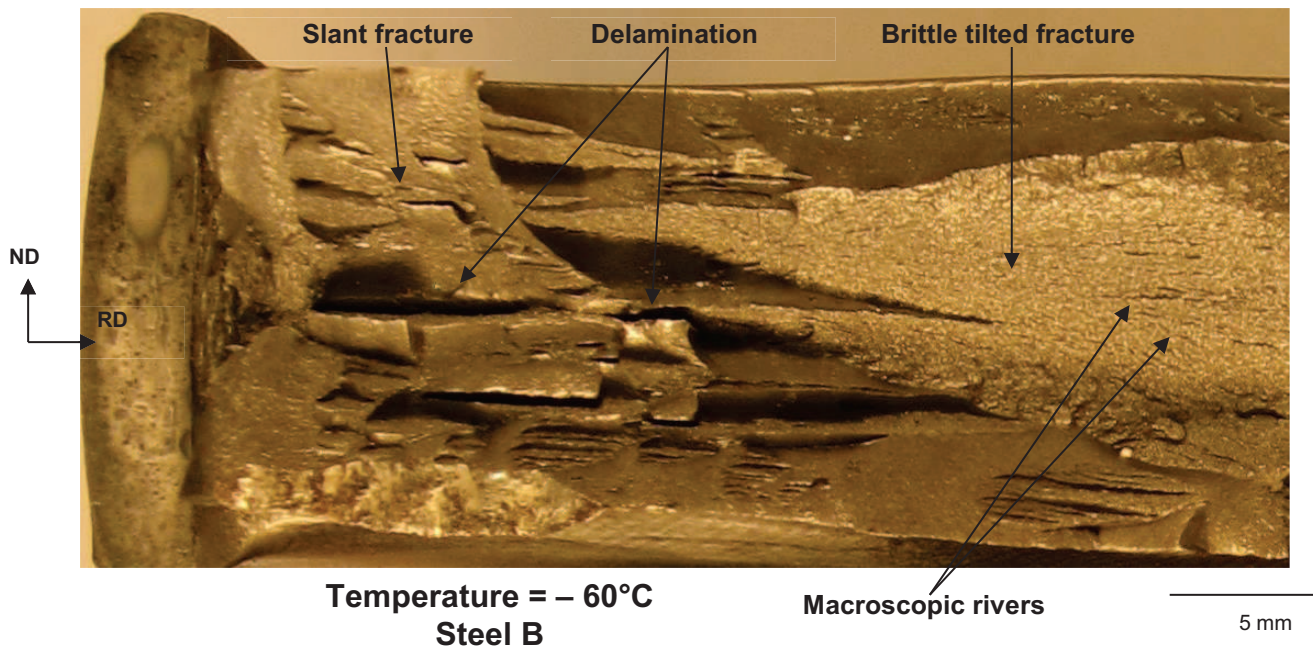 Slant fracture
Delamination
Brittle tilted fracture
ND
RD
Temperature = – 60°C
Steel B
Macroscopic rivers
5 mm